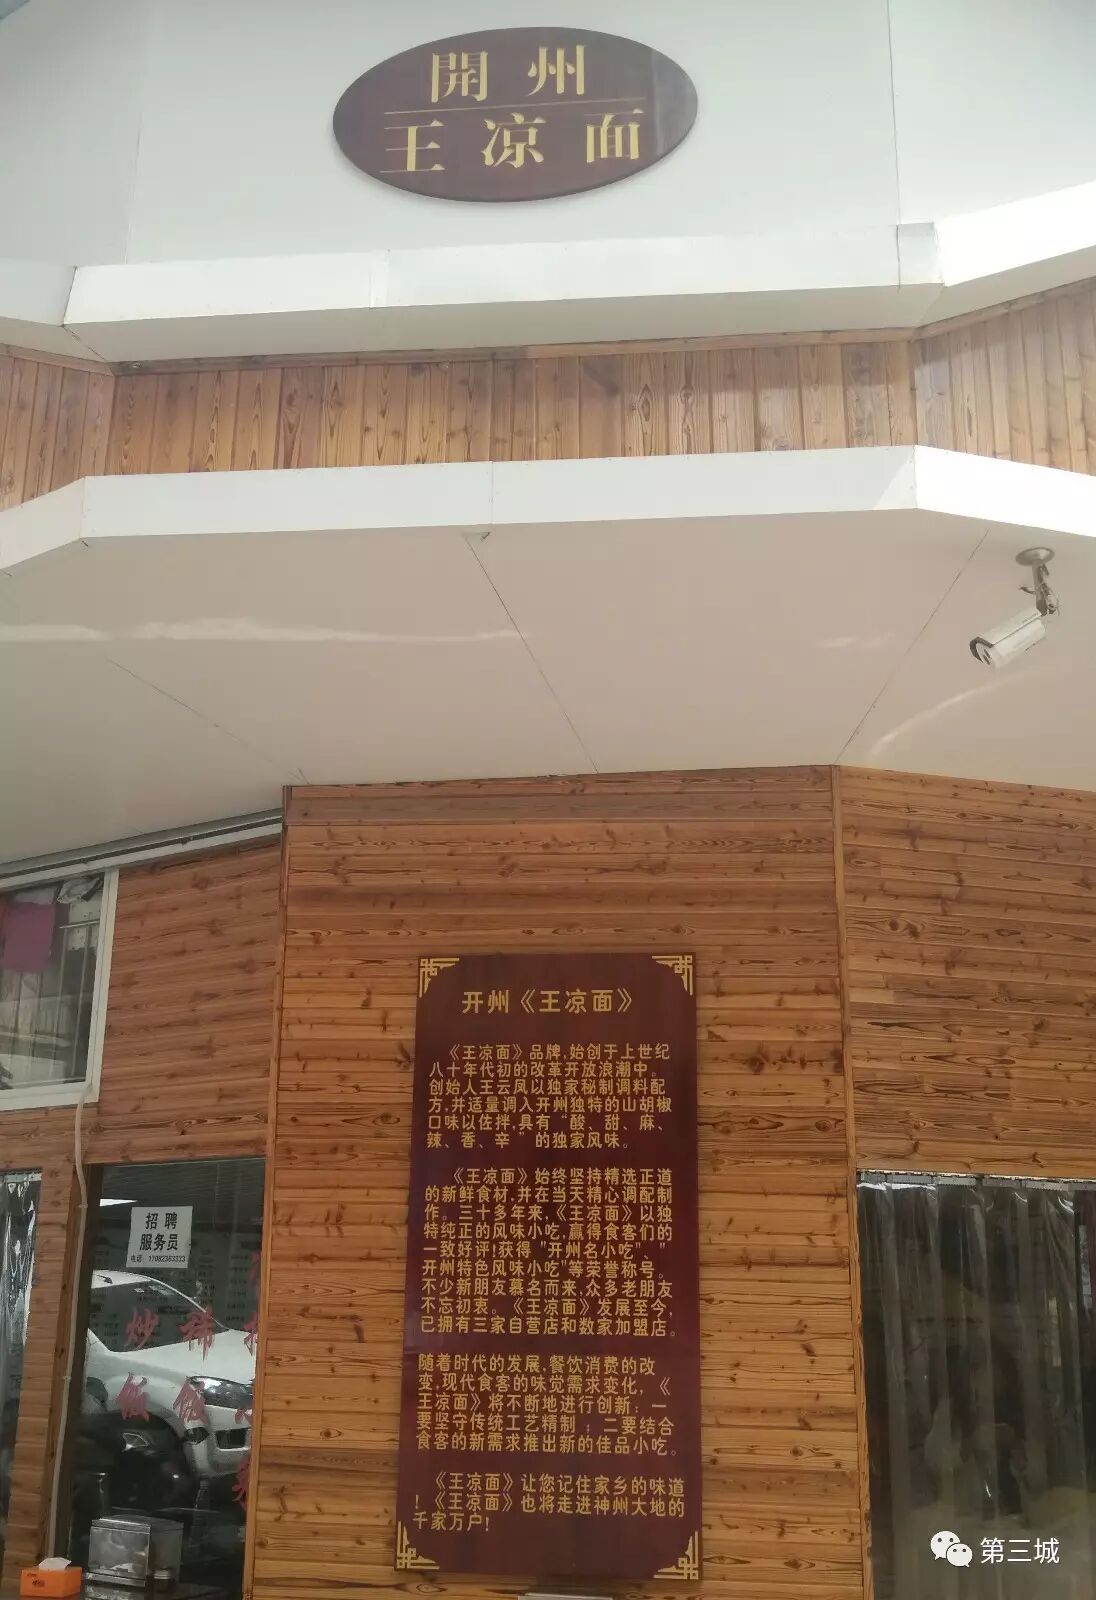 開州
王凉面
开州《王凉面》
《王凉面》品牌,始创于上世纪
八十年代初的改革开放浪潮中。
创始人王云凤以独家秘制调料配
方,并适量调入开州独特的山胡椒
口味以佐拌,具有“酸、甜、麻、
辣、香、辛”的独家风味。
《王凉面》始终坚持精选正道
的新鲜食材,并在当天精心调配制
作。三十多年来,《王凉面》以独
特纯正的风味小吃,赢得食客们的
一致好评!获得"开州名小吃"、"
开州特色风味小吃"等荣誉称号。
不少新朋友慕名而来,众多老朋友
不忘初衷。《王凉面》发展至今,
已拥有三家自营店和数家加盟店。
随着时代的发展,餐饮消费的改
变,现代食客的味觉需求变化,《
王凉面》将不断地进行创新:一
要坚守传统工艺精制;二要结合
食客的新需求推出新的佳品小吃。
《王凉面》让您记住家乡的味道
!《王凉面》也将走进神州大地的
千家万户!
招聘
服务员
炒稀
饭饭
第三城